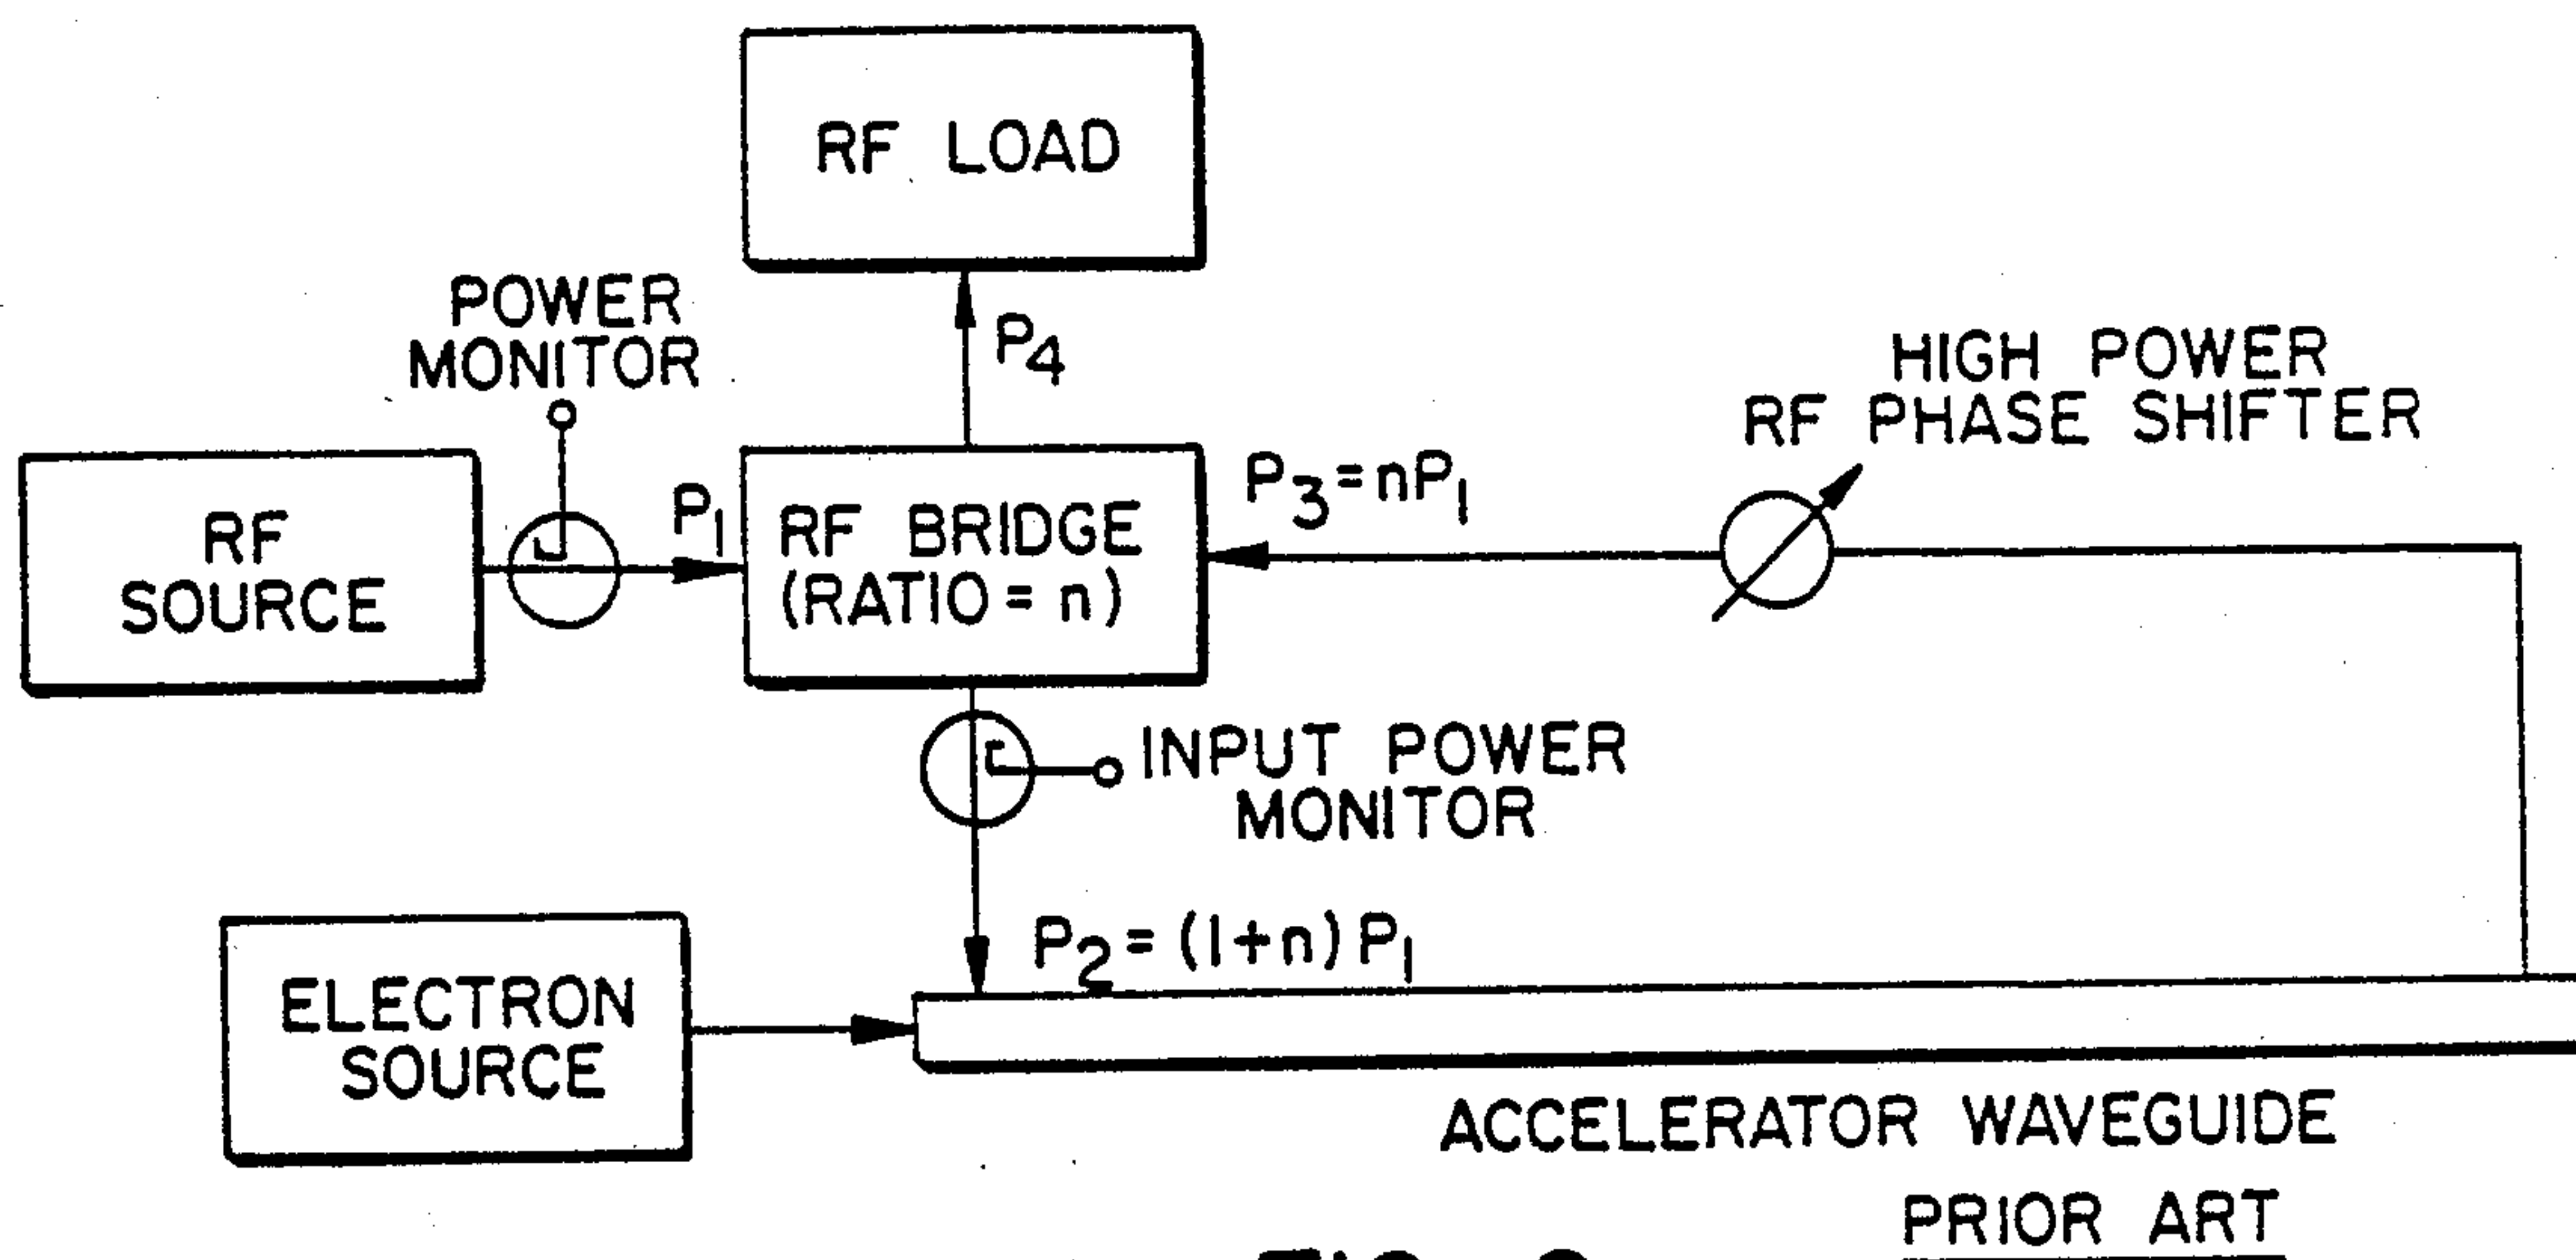 RF LOAD
POWER
MONITOR
P4
HIGH POWER
RF PHASE SHIFTER
RF
SOURCE
P1
RF BRIDGE
(RATIO = n)
P3 = nP1
INPUT POWER
MONITOR
P2 = (1+n) P1
ELECTRON
SOURCE
ACCELERATOR WAVEGUIDE
PRIOR ART